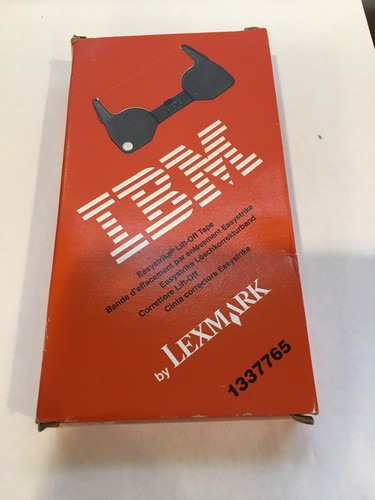 IBM
IBM
Easystrike® Lift-Off Tape
Bande d'effacement par enlèvement Easystrike
Easystrike Löschkorrekturband
Correttore Lift-Off
Cinta correctora Easystrike
by LEXMARK
1337765